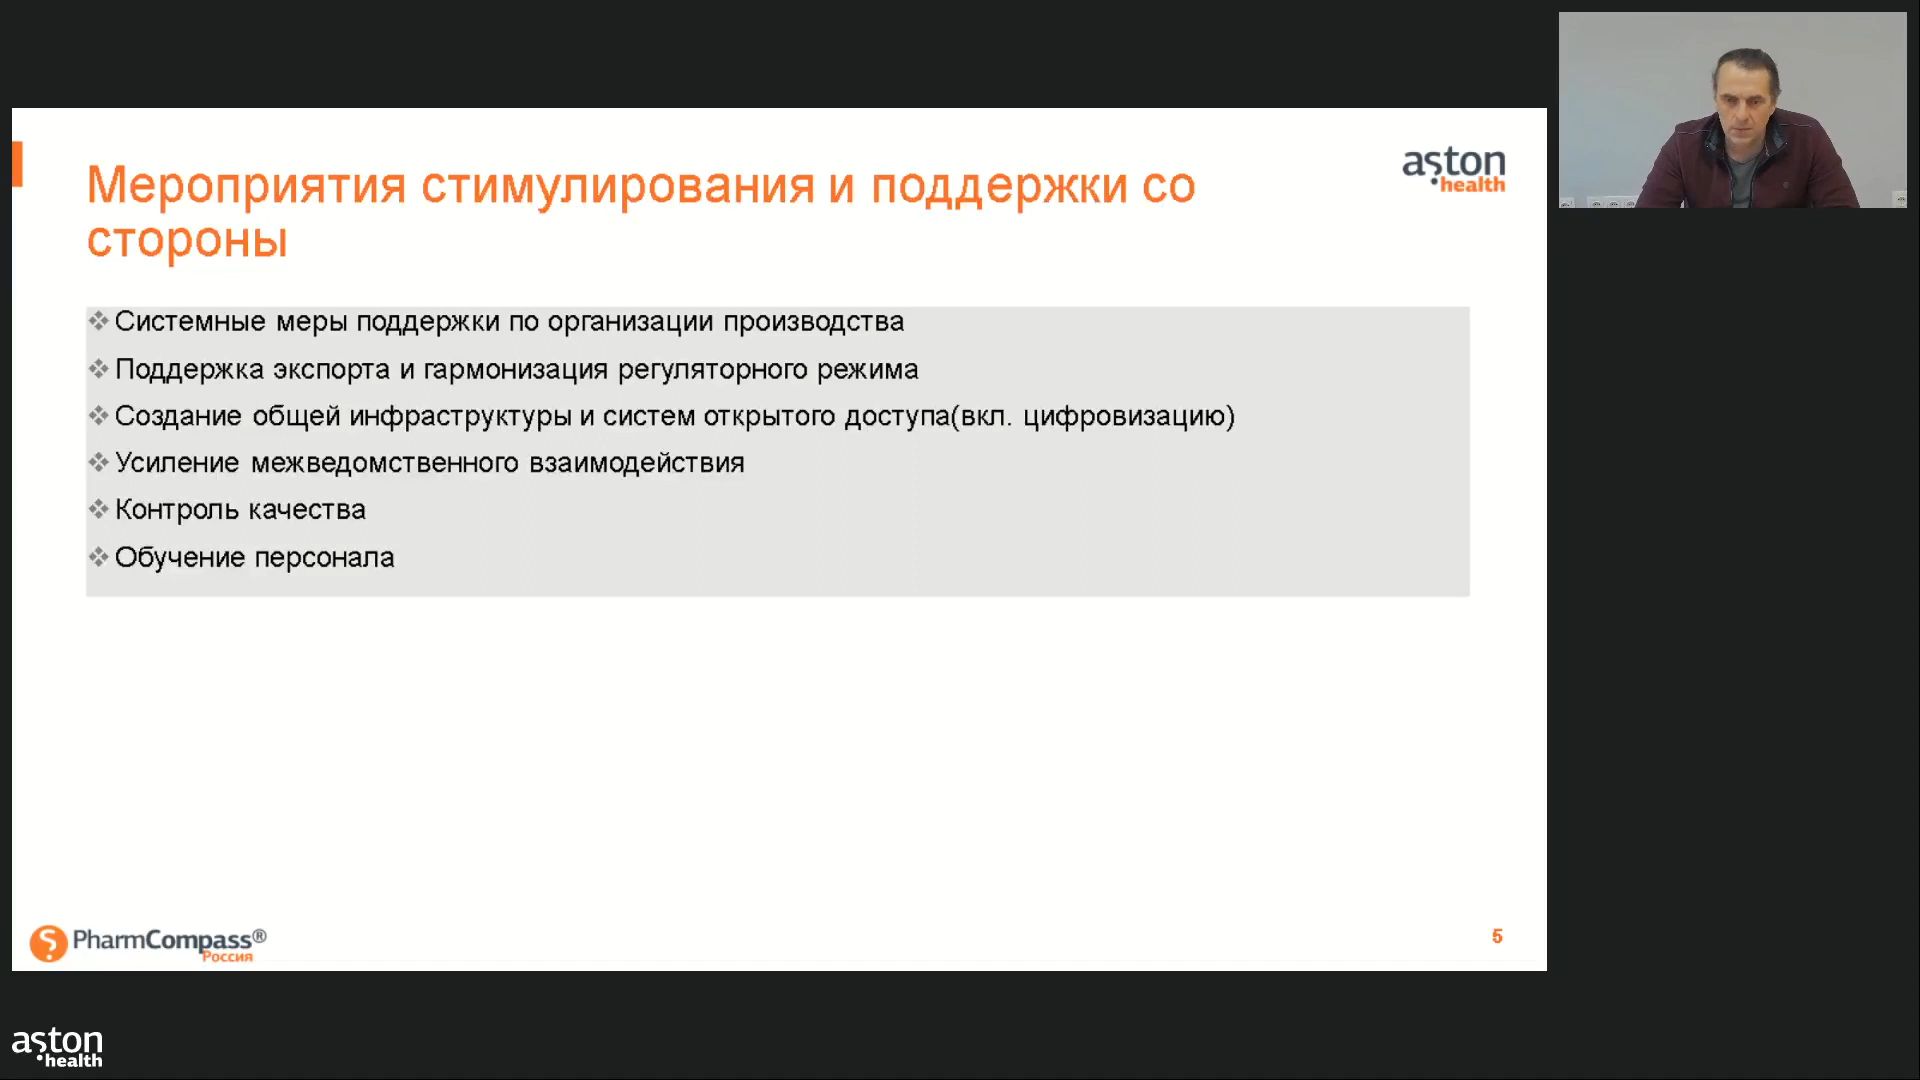 Мероприятия стимулирования и поддержки со
стороны
aston
health
Системные меры поддержки по организации производства
Поддержка экспорта и гармонизация регуляторного режима
Создание общей инфраструктуры и систем открытого доступа(вкл. цифровизацию)
Усиление межведомственного взаимодействия
Контроль качества
Обучение персонала
PharmCompass®
Россия
5
aston
health